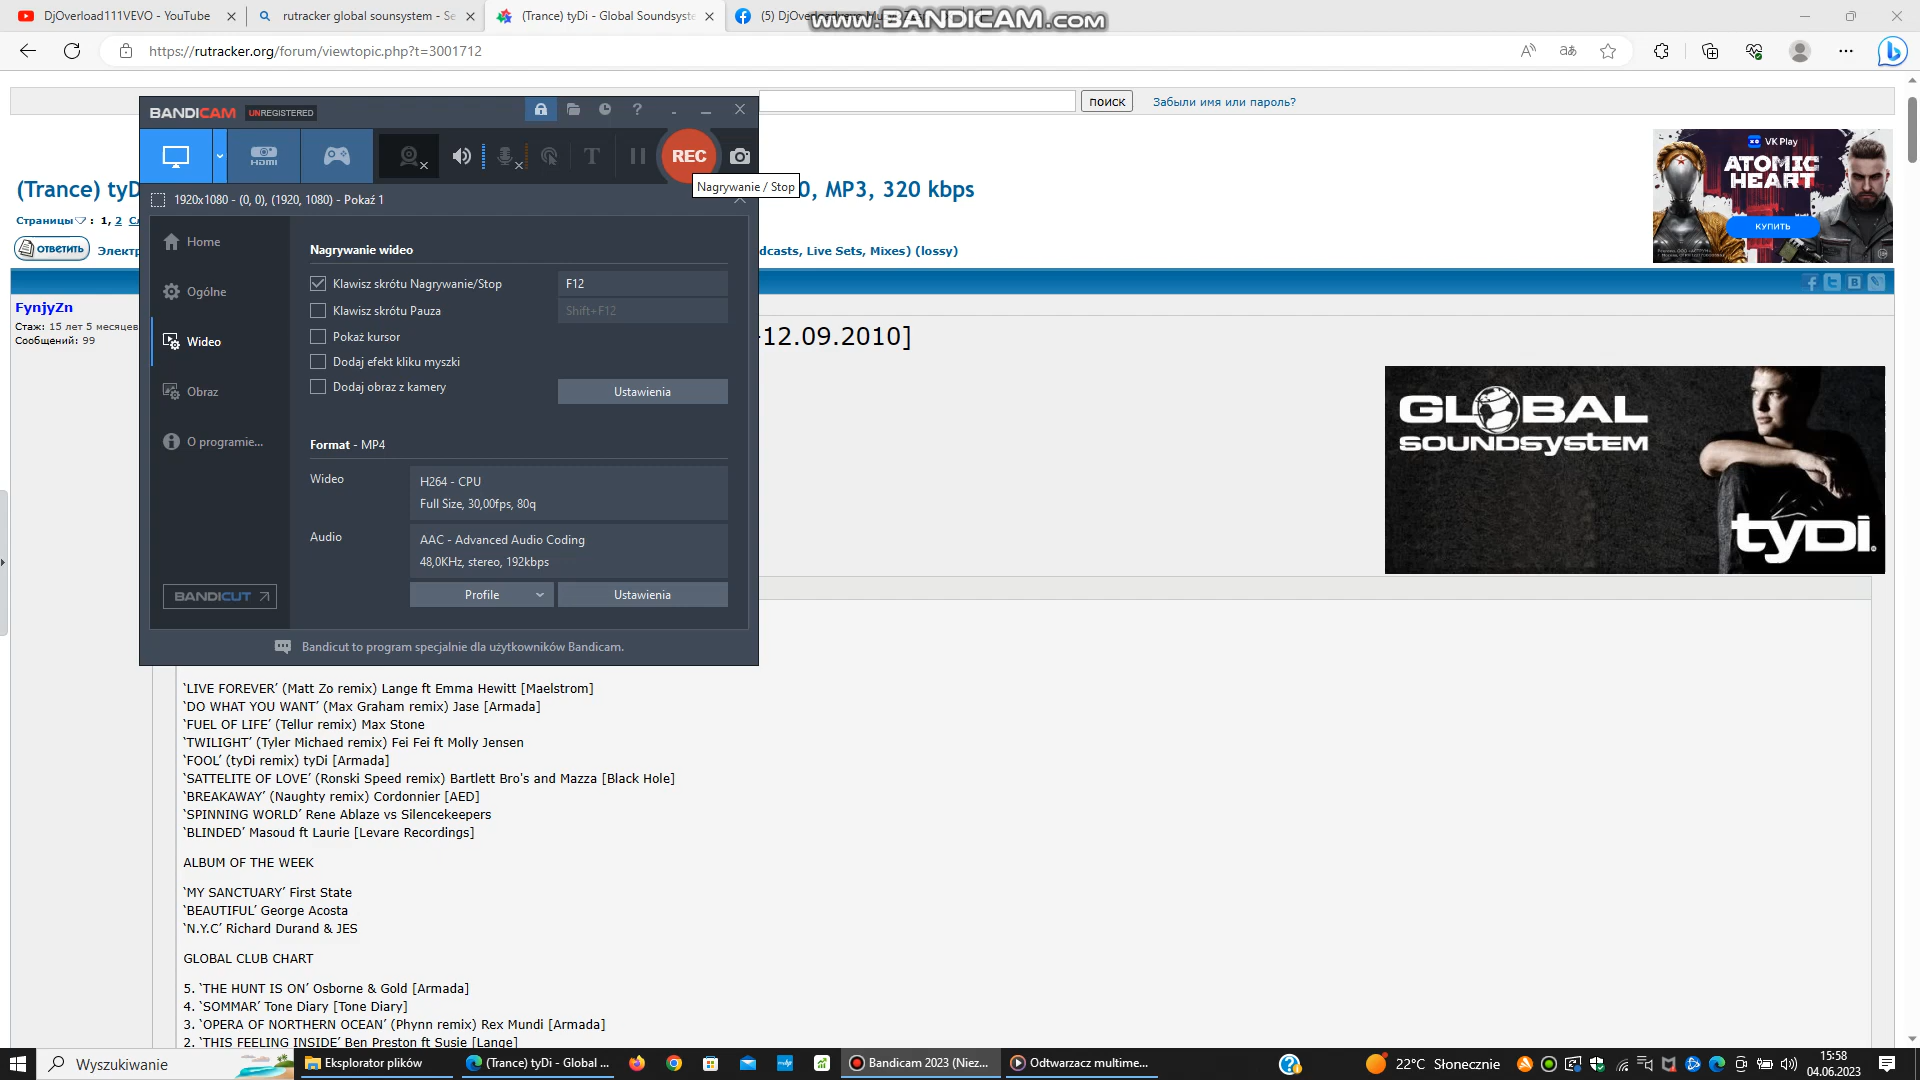 DjOverload111VEVO - YouTube
rutracker global sounsystem - Se
(Trance) tyDi - Global Soundsyste
www.BANDICAM.com
https://rutracker.org/forum/viewtopic.php?t=3001712
поиск
Забыли имя или пароль?
BANDICAM UNREGISTERED
HDMI
REC
Nagrywanie / Stop
1920x1080 - (0, 0), (1920, 1080) - Pokaż 1
(Trance) tyD
0, MP3, 320 kbps
Страницы : 1, 2
ответить
Электр
dcasts, Live Sets, Mixes) (lossy)
VK Play
ATOMIC HEART
КУПИТЬ
FynjyZn
Стаж: 15 лет 5 месяцев
Сообщений: 99
-12.09.2010]
Home
Ogólne
Wideo
Obraz
O programie...
BANDICUT
Nagrywanie wideo
Klawisz skrótu Nagrywanie/Stop F12
Klawisz skrótu Pauza Shift+F12
Pokaż kursor
Dodaj efekt kliku myszki
Dodaj obraz z kamery
Ustawienia
Format - MP4
Wideo
H264 - CPU
Full Size, 30,00fps, 80q
Audio
AAC - Advanced Audio Coding
48,0KHz, stereo, 192kbps
Profile
Ustawienia
Bandicut to program specjalnie dla użytkowników Bandicam.
GLOBAL
SOUNDSYSTEM
tyDi.
‘LIVE FOREVER’ (Matt Zo remix) Lange ft Emma Hewitt [Maelstrom]
‘DO WHAT YOU WANT’ (Max Graham remix) Jase [Armada]
‘FUEL OF LIFE’ (Tellur remix) Max Stone
‘TWILIGHT’ (Tyler Michaed remix) Fei Fei ft Molly Jensen
‘FOOL’ (tyDi remix) tyDi [Armada]
‘SATTELITE OF LOVE’ (Ronski Speed remix) Bartlett Bro's and Mazza [Black Hole]
‘BREAKAWAY’ (Naughty remix) Cordonnier [AED]
‘SPINNING WORLD’ Rene Ablaze vs Silencekeepers
‘BLINDED’ Masoud ft Laurie [Levare Recordings]
ALBUM OF THE WEEK
‘MY SANCTUARY’ First State
‘BEAUTIFUL’ George Acosta
‘N.Y.C’ Richard Durand & JES
GLOBAL CLUB CHART
5. ‘THE HUNT IS ON’ Osborne & Gold [Armada]
4. ‘SOMMAR’ Tone Diary [Tone Diary]
3. ‘OPERA OF NORTHERN OCEAN’ (Phynn remix) Rex Mundi [Armada]
2. ‘THIS FEELING INSIDE’ Ben Preston ft Susie [Lange]
Wyszukiwanie
Eksplorator plików
(Trance) tyDi - Global ...
Bandicam 2023 (Niez...
Odtwarzacz multime...
22°C Słonecznie
15:58
04.06.2023